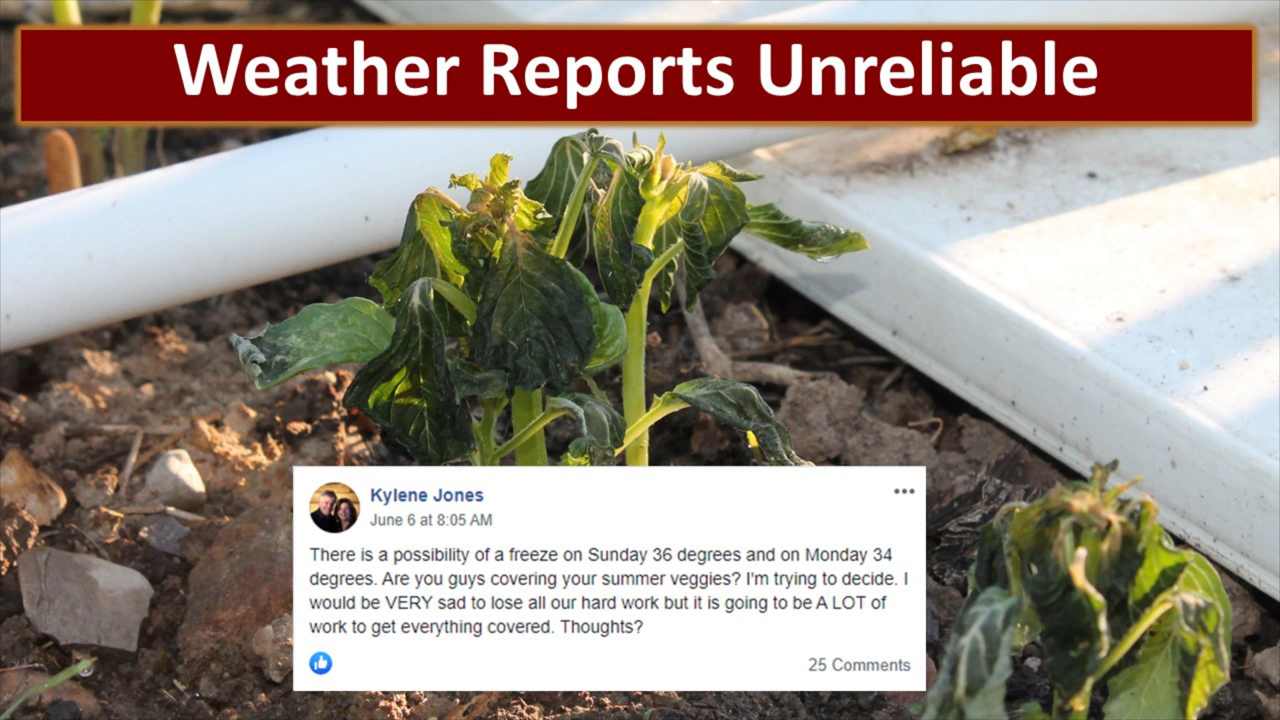 Weather Reports Unreliable
Kylene Jones
June 6 at 8:05 AM
There is a possibility of a freeze on Sunday 36 degrees and on Monday 34
degrees. Are you guys covering your summer veggies? I'm trying to decide. I
would be VERY sad to lose all our hard work but it is going to be A LOT of
work to get everything covered. Thoughts?
25 Comments